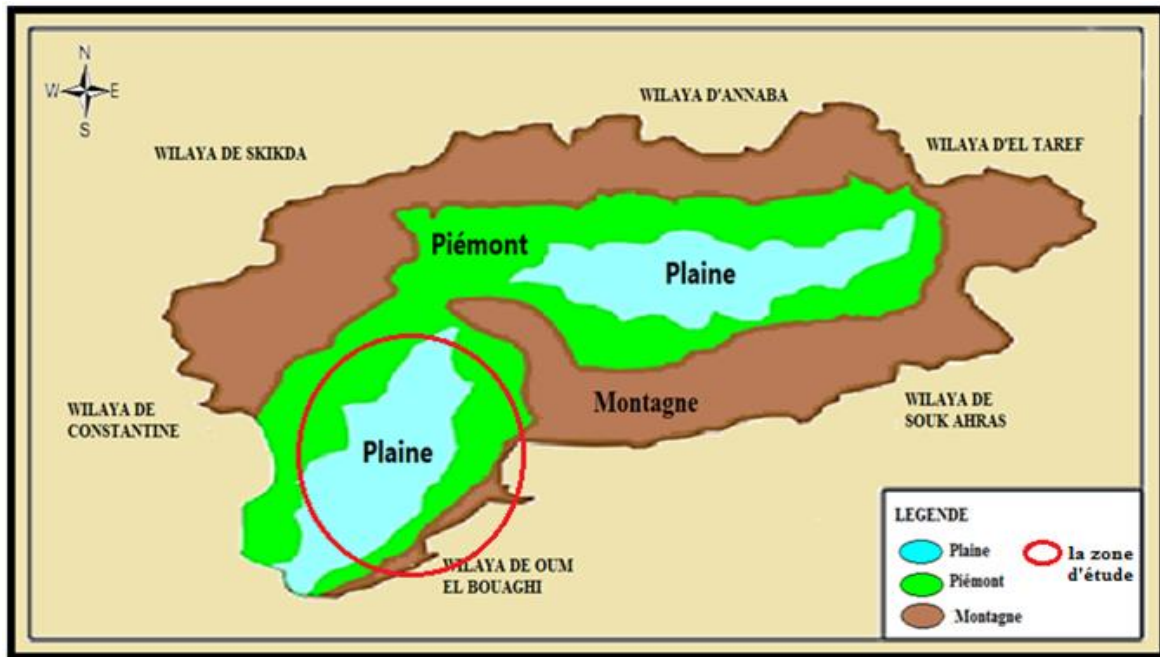 N
W E
S
WILAYA D'ANNABA
WILAYA DE SKIKDA
WILAYA D'EL TAREF
Piémont
Plaine
Montagne
WILAYA DE
CONSTANTINE
WILAYA DE
SOUK AHRAS
Plaine
WILAYA DE OUM
EL BOUAGHI
LEGENDE
Plaine
Piémont
Montagne
la zone
d'étude